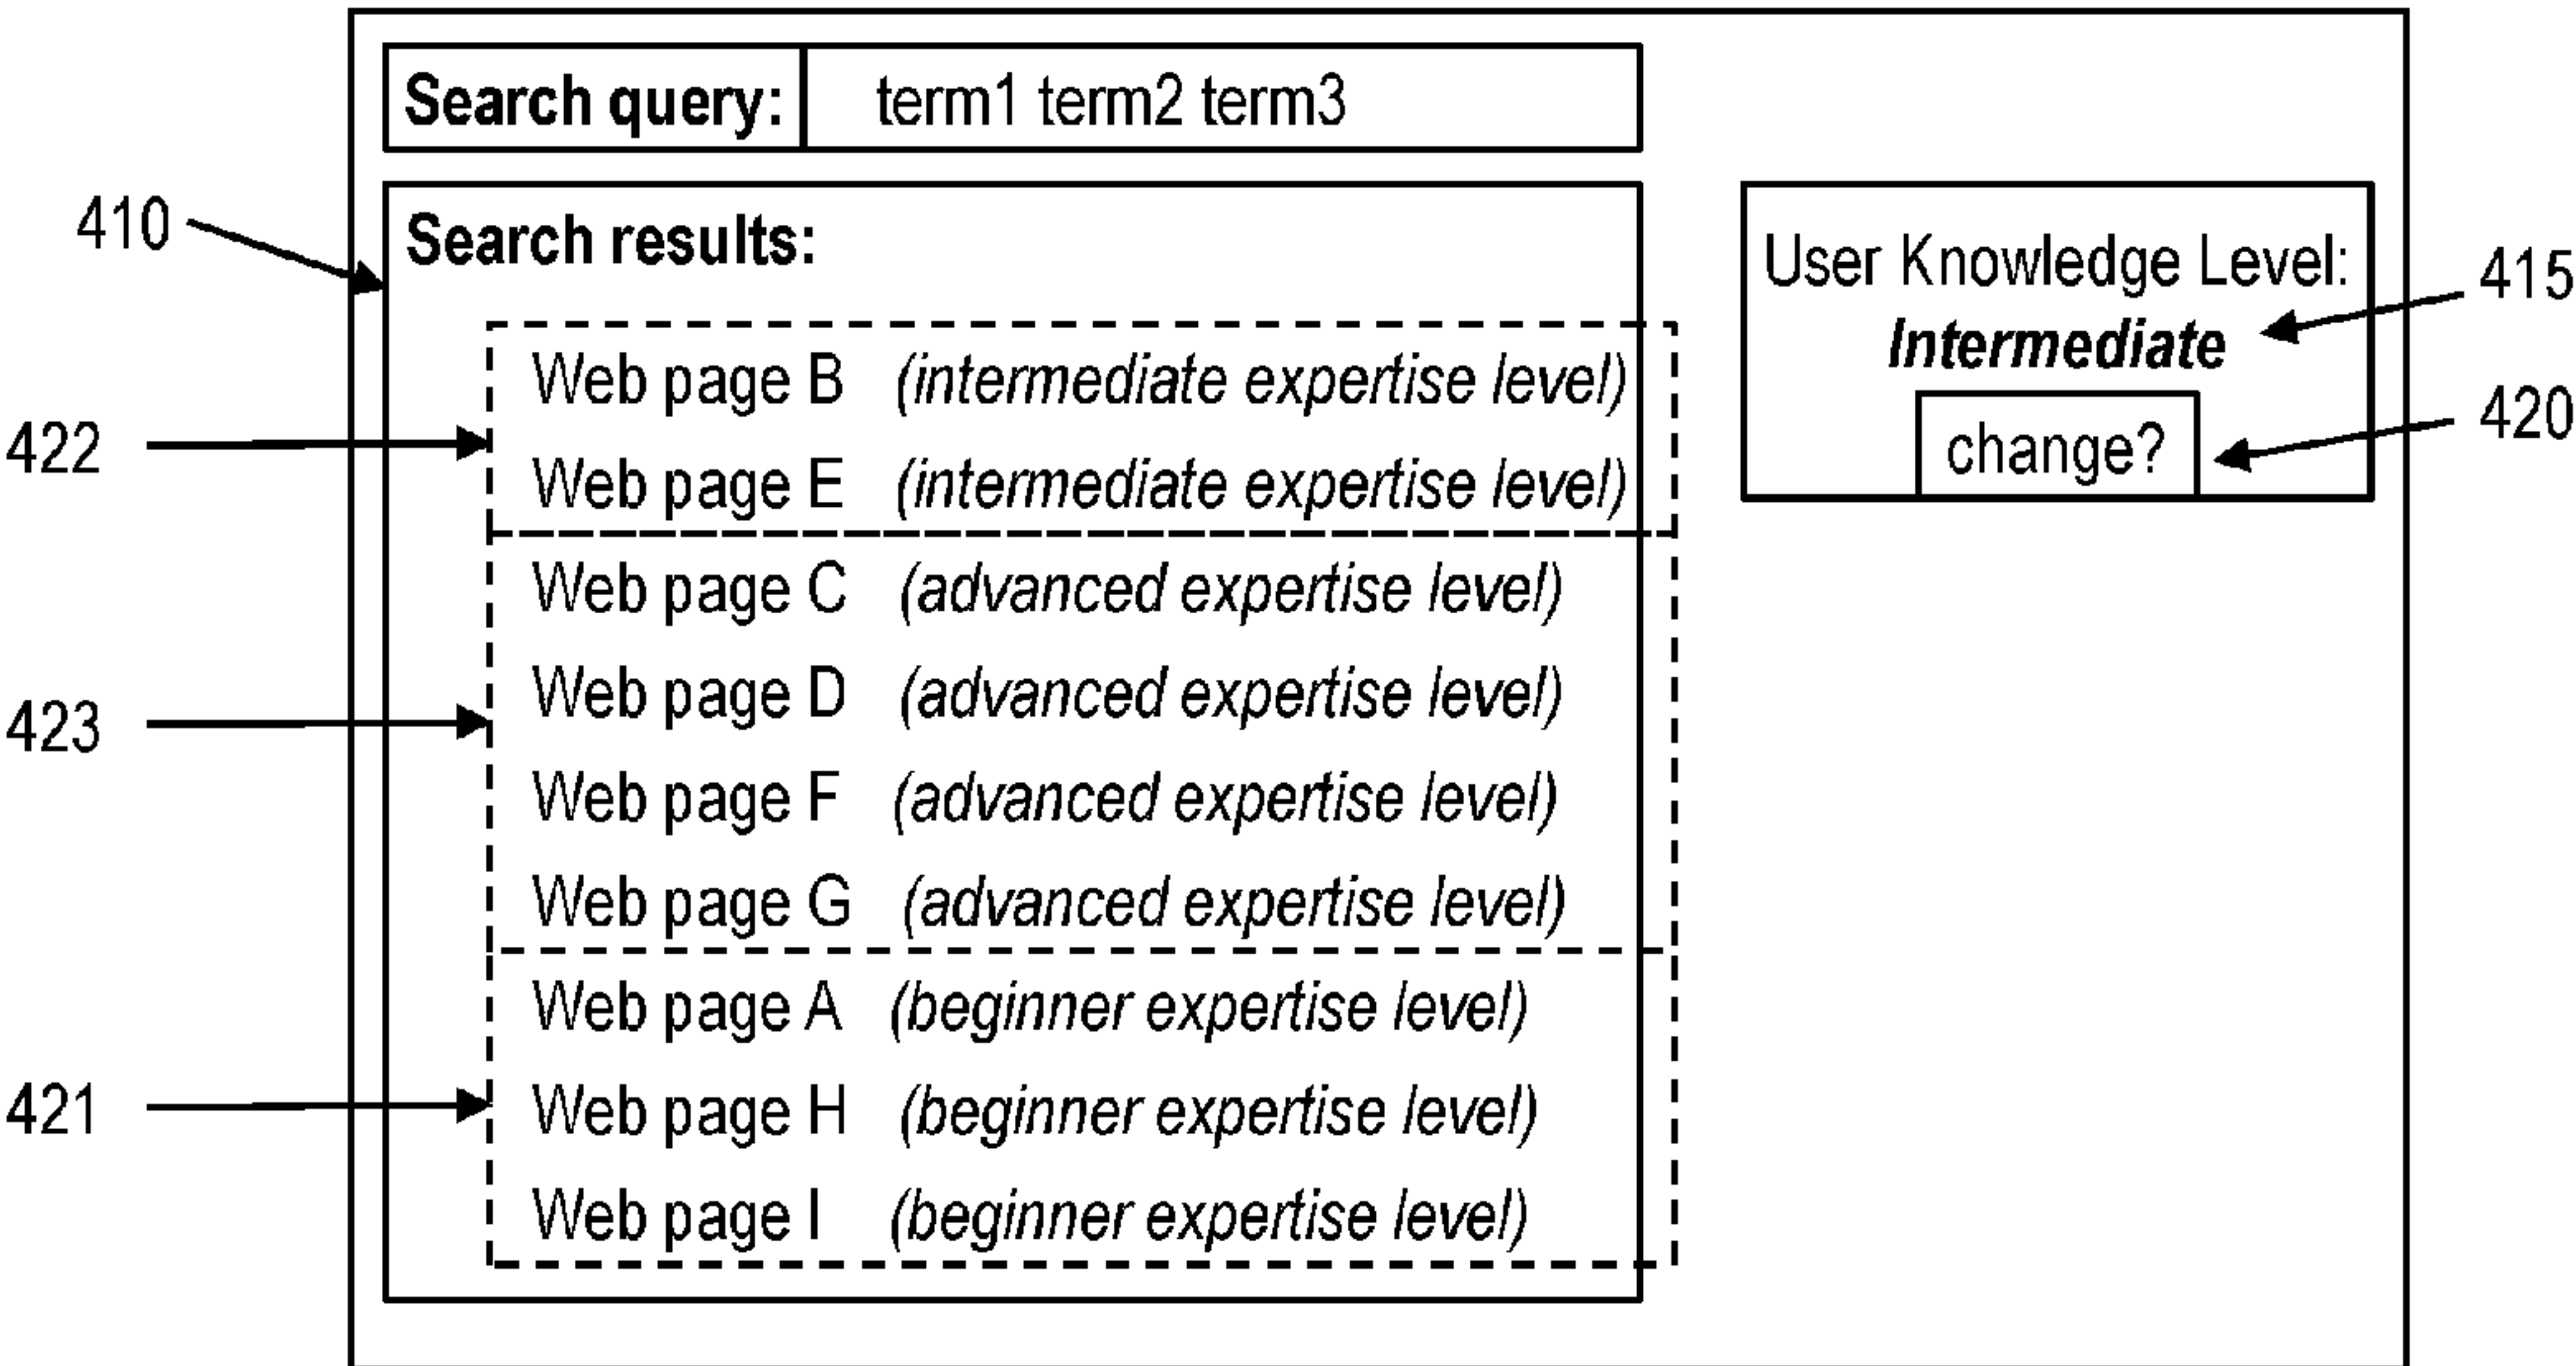 Search query: term1 term2 term3
410
Search results:
User Knowledge Level:
Intermediate
change?
415
420
422
Web page B (intermediate expertise level)
Web page E (intermediate expertise level)
423
Web page C (advanced expertise level)
Web page D (advanced expertise level)
Web page F (advanced expertise level)
Web page G (advanced expertise level)
421
Web page A (beginner expertise level)
Web page H (beginner expertise level)
Web page I (beginner expertise level)